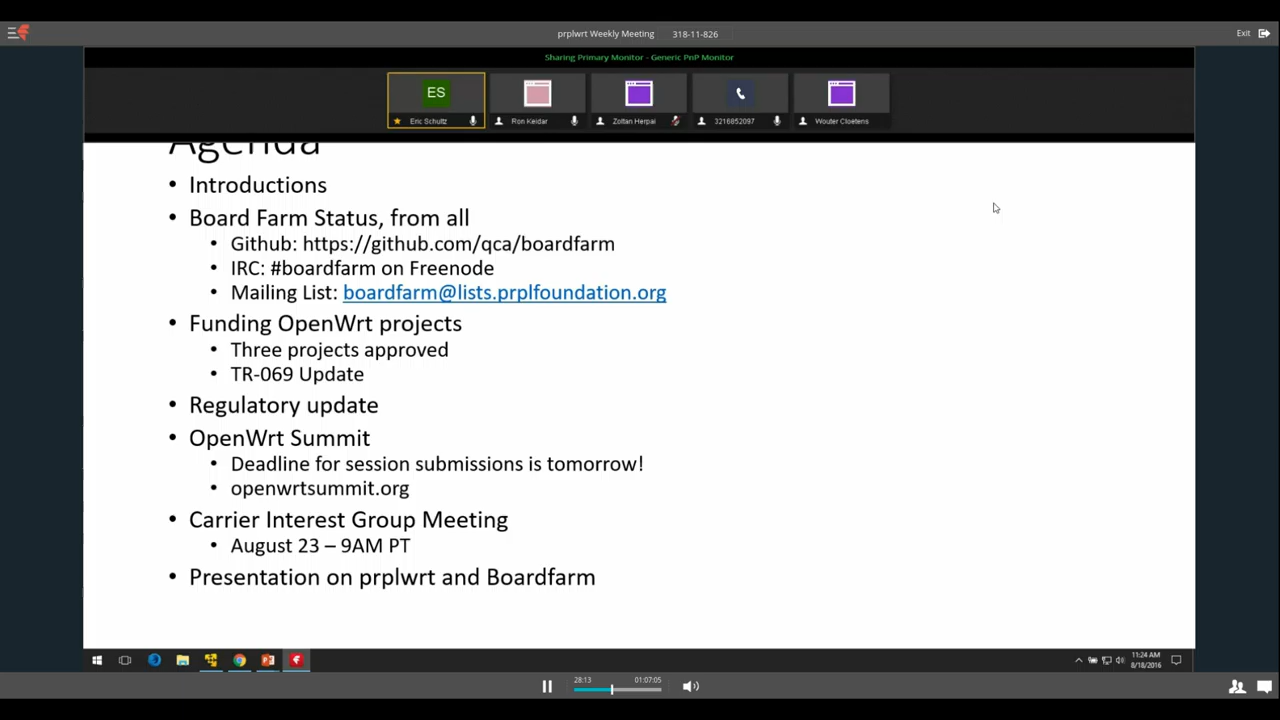 prplwrt Weekly Meeting 318-11-826
Exit
Sharing Primary Monitor - Generic PnP Monitor
ES
Eric Schultz
Ron Keidar
Zoltan Herpai
3216852097
Wouter Cloetens
Agenda
• Introductions
• Board Farm Status, from all
• Github: https://github.com/qca/boardfarm
• IRC: #boardfarm on Freenode
• Mailing List: boardfarm@lists.prplfoundation.org
• Funding OpenWrt projects
• Three projects approved
• TR-069 Update
• Regulatory update
• OpenWrt Summit
• Deadline for session submissions is tomorrow!
• openwrtsummit.org
• Carrier Interest Group Meeting
• August 23 – 9AM PT
• Presentation on prplwrt and Boardfarm
11:24 AM
8/18/2016
28:13 01:07:05